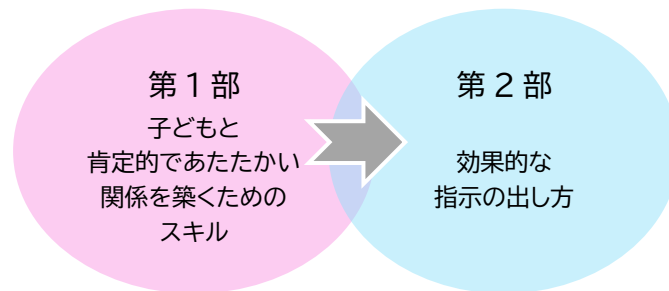 第1部
子どもと
肯定的であたたかい
関係を築くための
スキル
第2部
効果的な
指示の出し方